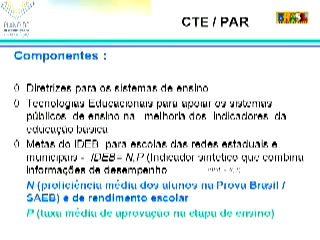 CTE / PAR
Componentes :
Diretrizes para os sistemas de ensino
Tecnologias Educacionais para apoiar os sistemas
públicos de ensino na melhoria dos indicadores da
educação básica
Metas do IDEB para escolas das redes estaduais e
municipais - IDEB= N.P (Indicador sintético que combina
informações de desempenho
N (proficiência média dos alunos na Prova Brasil /
SAEB) e de rendimento escolar
P (taxa média de aprovação na etapa de ensino)